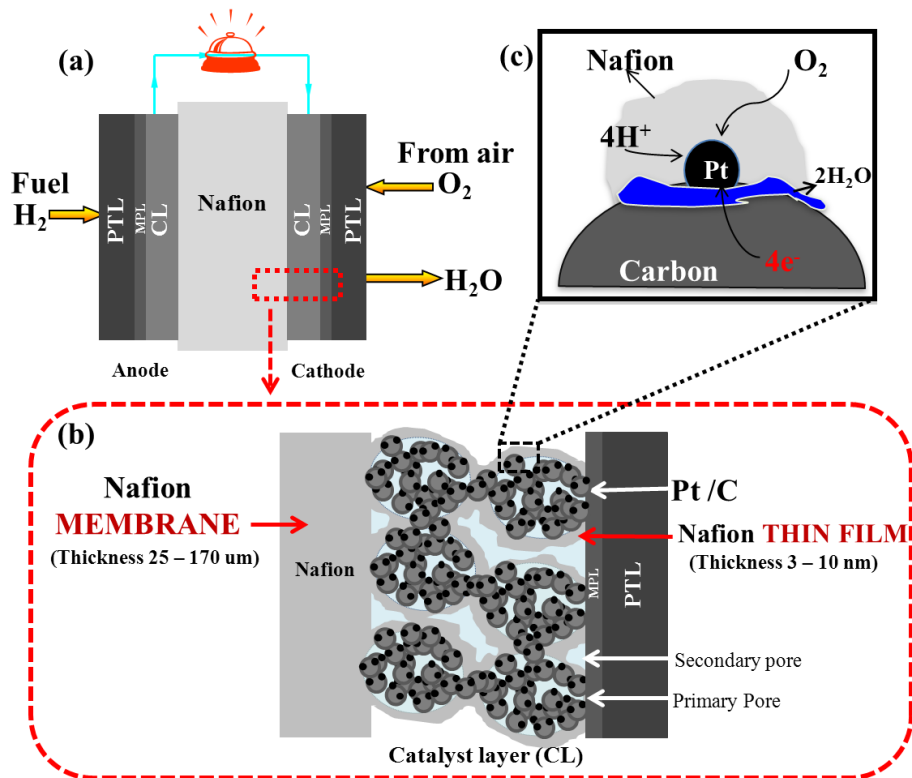 (a)
Fuel
H₂
PTL
MPL
CL
Nafion
CL
MPL
PTL
From air
O₂
H₂O
Anode
Cathode
(c)
Nafion
O₂
4H⁺
Pt
2H₂O
Carbon
4e⁻
(b)
Nafion
MEMBRANE
(Thickness 25 – 170 um)
Nafion
MPL
PTL
Pt /C
Nafion THIN FILM
(Thickness 3 – 10 nm)
Secondary pore
Primary Pore
Catalyst layer (CL)